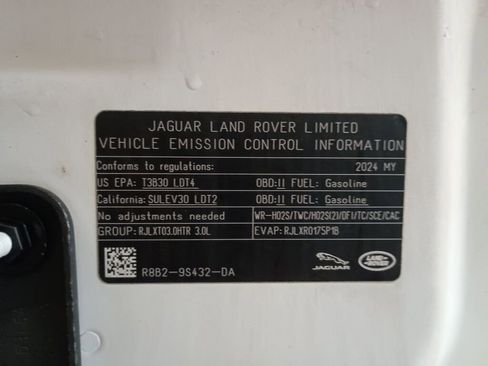 JAGUAR LAND ROVER LIMITED
VEHICLE EMISSION CONTROL INFORMATION
Conforms to regulations: 2024 MY
US EPA: T3B30 LDT4 OBD:II FUEL: Gasoline
California: SULEV30 LDT2 OBD:II FUEL: Gasoline
No adjustments needed WR-HO2S/TWC/HO2S(2)/DFI/TC/SCE/CAC
GROUP: RJLXT03.0HTR 3.0L EVAP: RJLXR0175P1B
R8B2-9S432-DA
JAGUAR
LAND ROVER